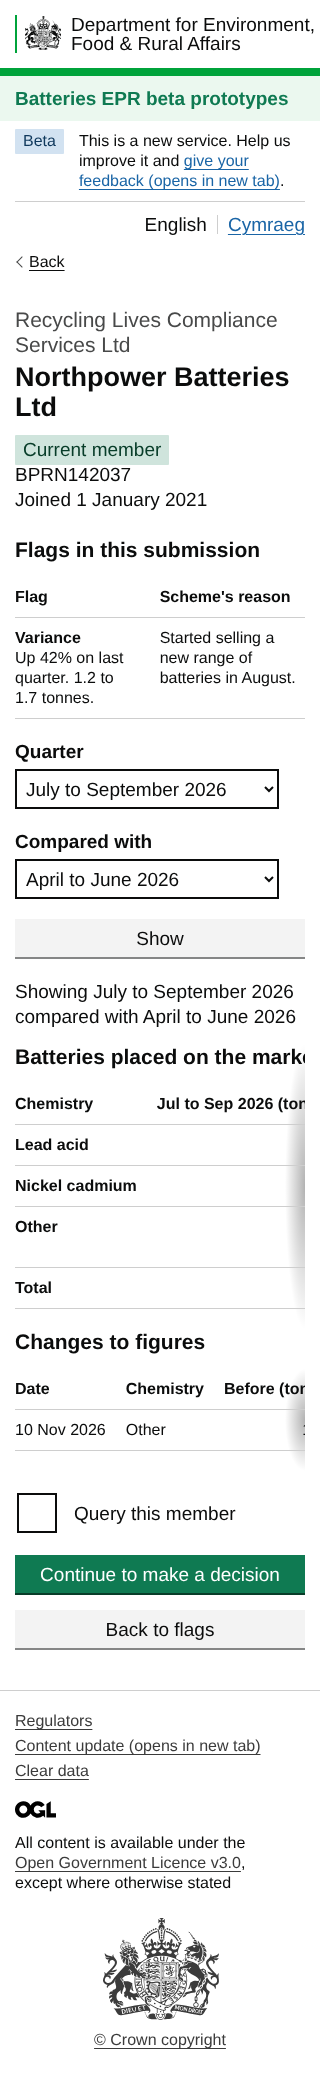 Department for Environment,
Food & Rural Affairs
Batteries EPR beta prototypes
Beta
This is a new service. Help us
improve it and give your
feedback (opens in new tab).
English
Cymraeg
Back
Recycling Lives Compliance
Services Ltd
Northpower Batteries
Ltd
Current member
BPRN142037
Joined 1 January 2021
Flags in this submission
Flag Scheme's reason
Variance Started selling a
Up 42% on last new range of
quarter. 1.2 to batteries in August.
1.7 tonnes.
Quarter
July to September 2026
Compared with
April to June 2026
Show
Showing July to September 2026
compared with April to June 2026
Batteries placed on the
Chemistry Jul to Sep 2026
Lead acid
Nickel cadmium
Other
Total
Changes to figures
Date Chemistry Before
10 Nov 2026 Other
Query this member
Continue to make a decision
Back to flags
Regulators
Content update (opens in new tab)
Clear data
OGL
All content is available under the
Open Government Licence v3.0,
except where otherwise stated
DIEU ET MON DROIT
© Crown copyright